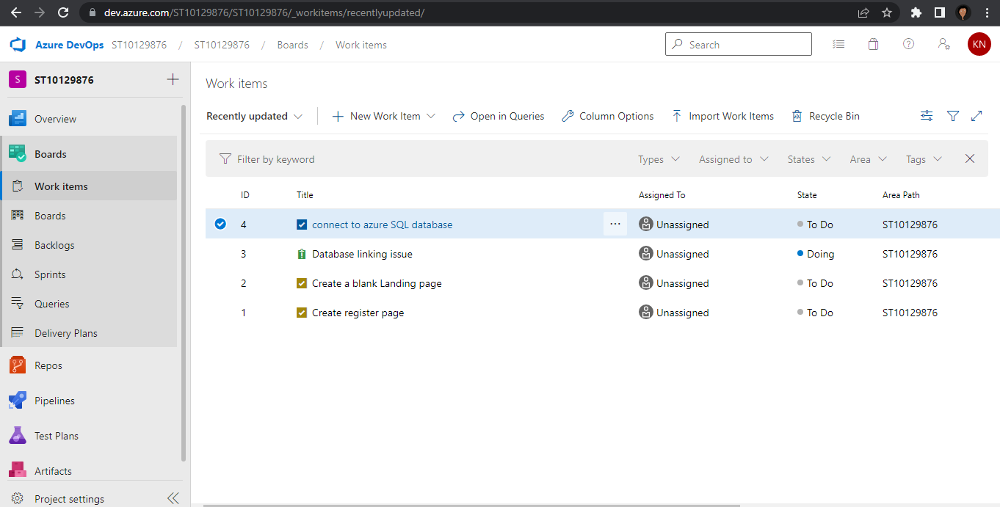 dev.azure.com/ST10129876/ST10129876/_workitems/recentlyupdated/
Azure DevOps ST10129876 / ST10129876 / Boards / Work items
Search
KN
S ST10129876
Overview
Boards
Work items
Boards
Backlogs
Sprints
Queries
Delivery Plans
Repos
Pipelines
Test Plans
Artifacts
Project settings
Work items
Recently updated New Work Item Open in Queries Column Options Import Work Items Recycle Bin
Filter by keyword Types Assigned to States Area Tags
ID Title Assigned To State Area Path
4 connect to azure SQL database ... Unassigned To Do ST10129876
3 Database linking issue Unassigned Doing ST10129876
2 Create a blank Landing page Unassigned To Do ST10129876
1 Create register page Unassigned To Do ST10129876